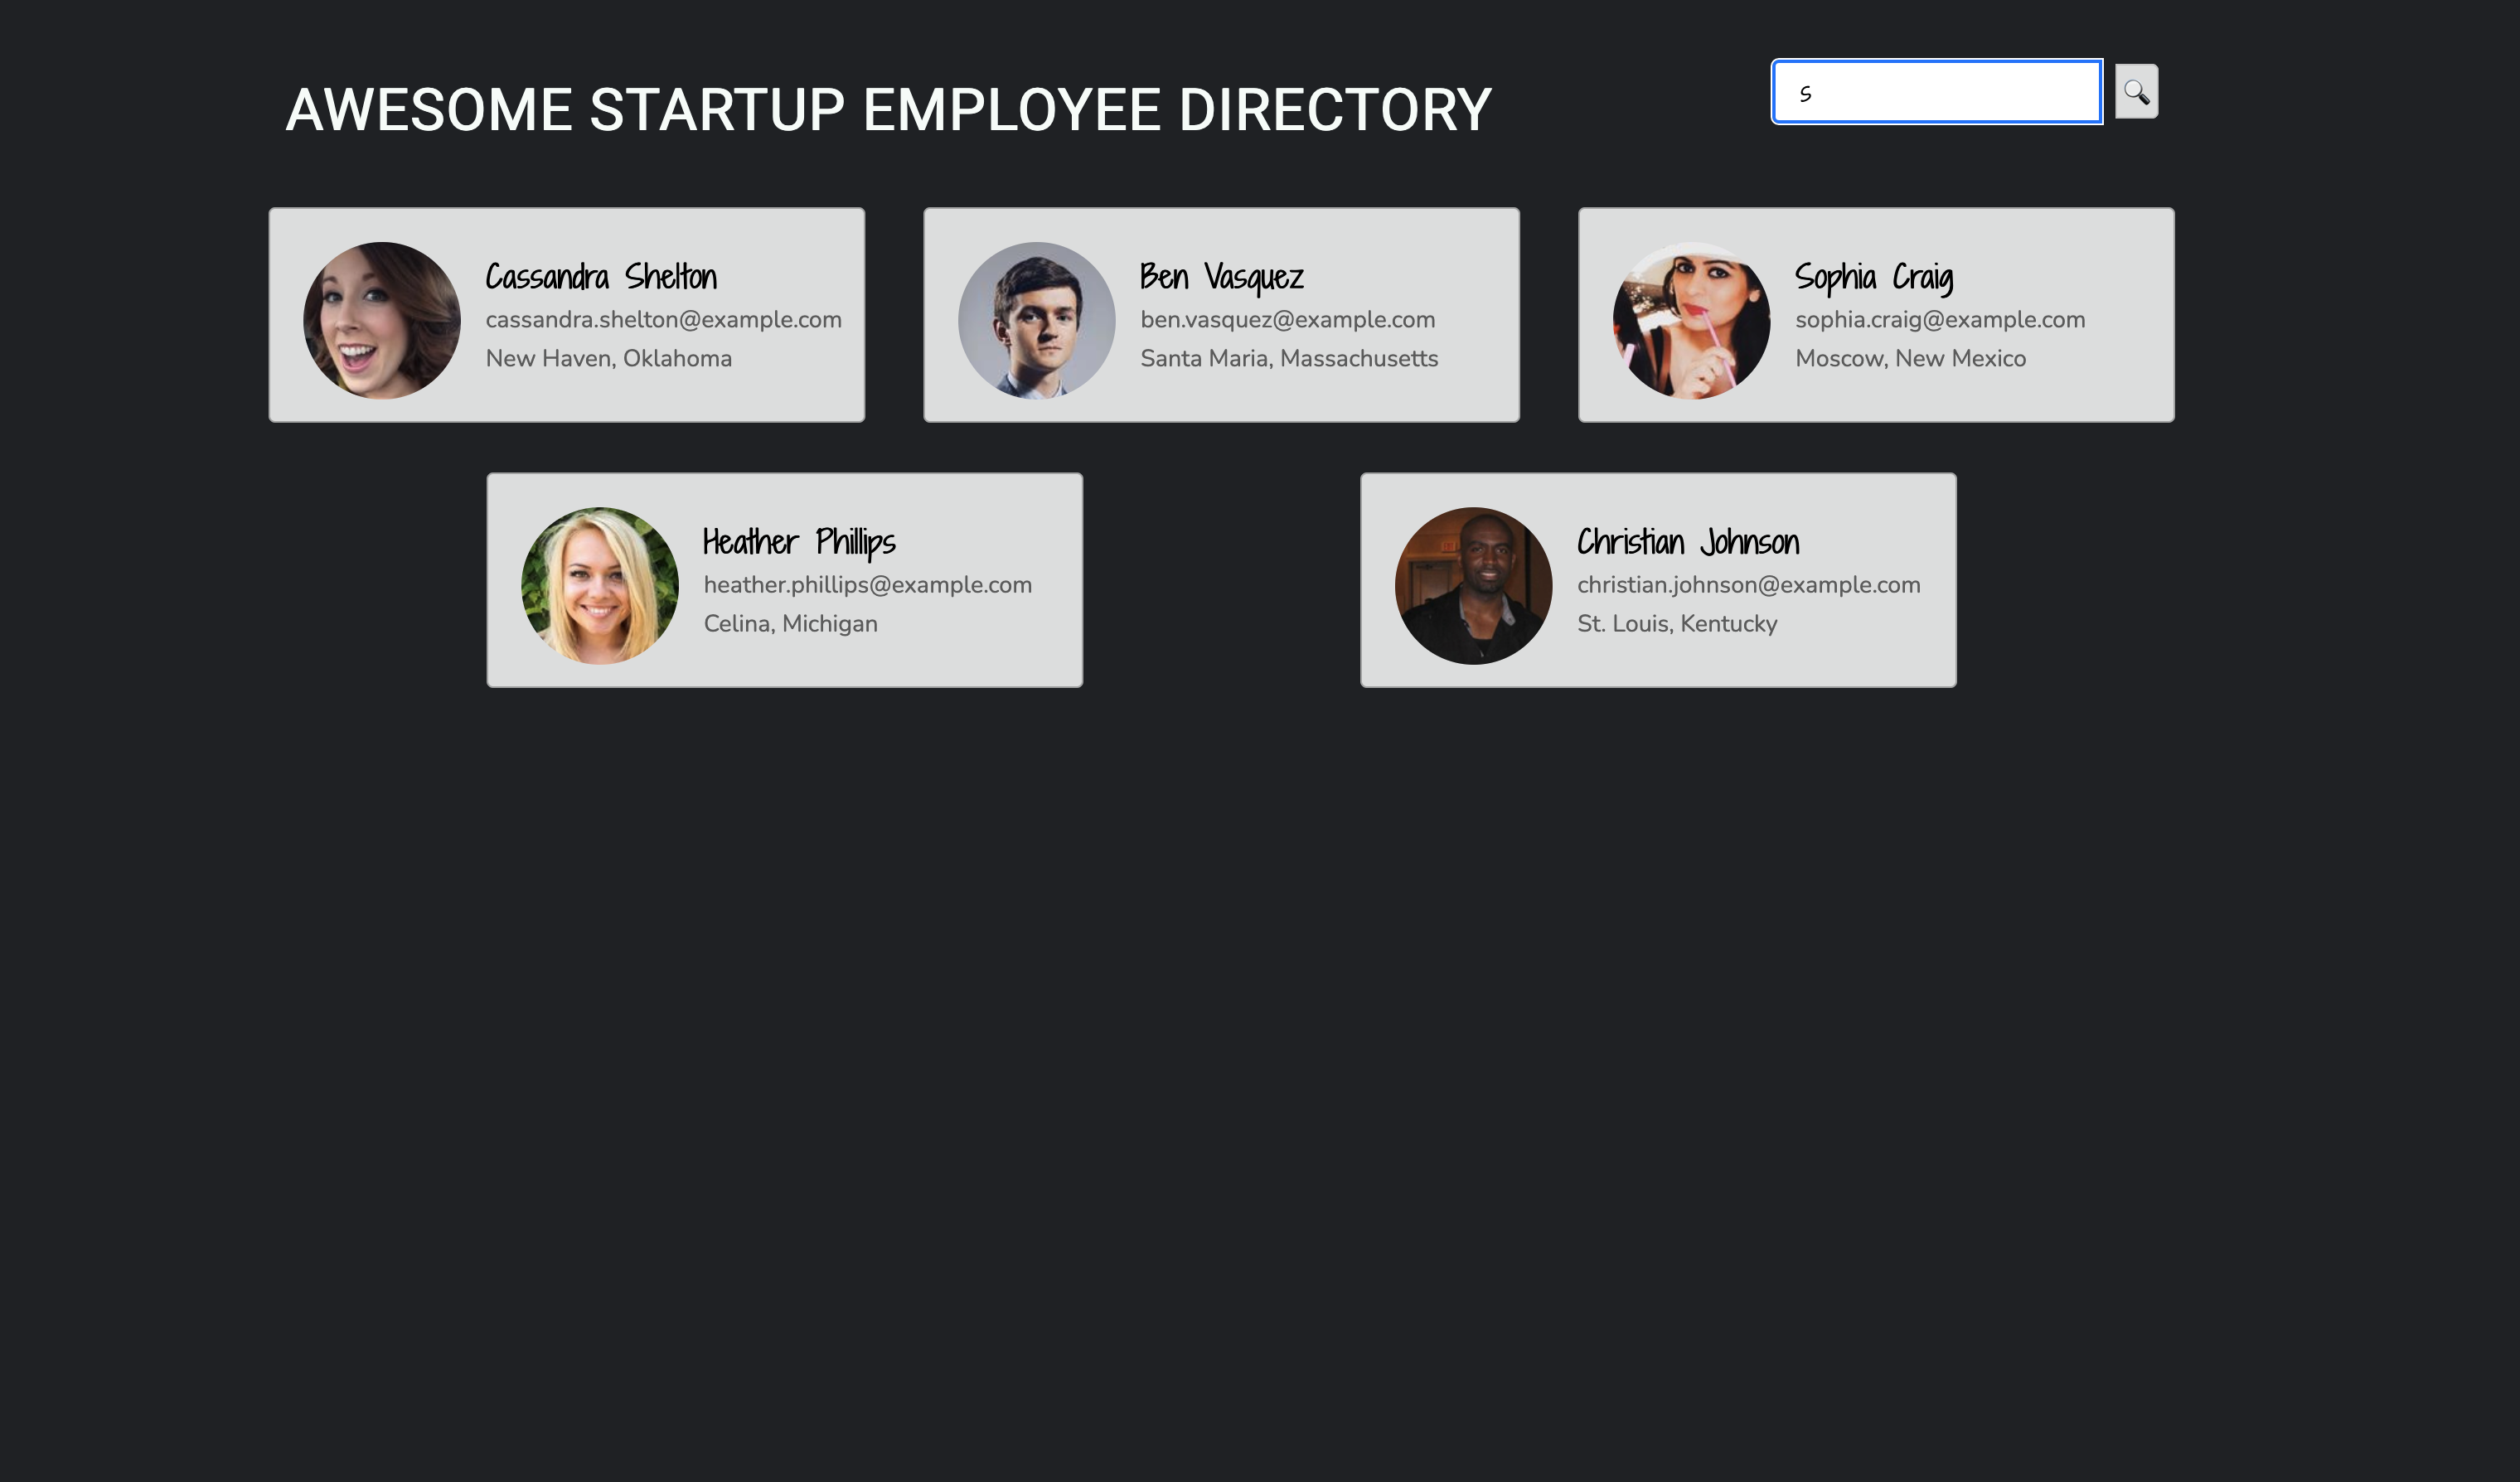 AWESOME STARTUP EMPLOYEE DIRECTORY
s
Cassandra Shelton
cassandra.shelton@example.com
New Haven, Oklahoma
Ben Vasquez
ben.vasquez@example.com
Santa Maria, Massachusetts
Sophia Craig
sophia.craig@example.com
Moscow, New Mexico
Heather Phillips
heather.phillips@example.com
Celina, Michigan
Christian Johnson
christian.johnson@example.com
St. Louis, Kentucky